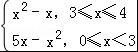 x²-x, 3≤x≤4
5x-x², 0≤x<3